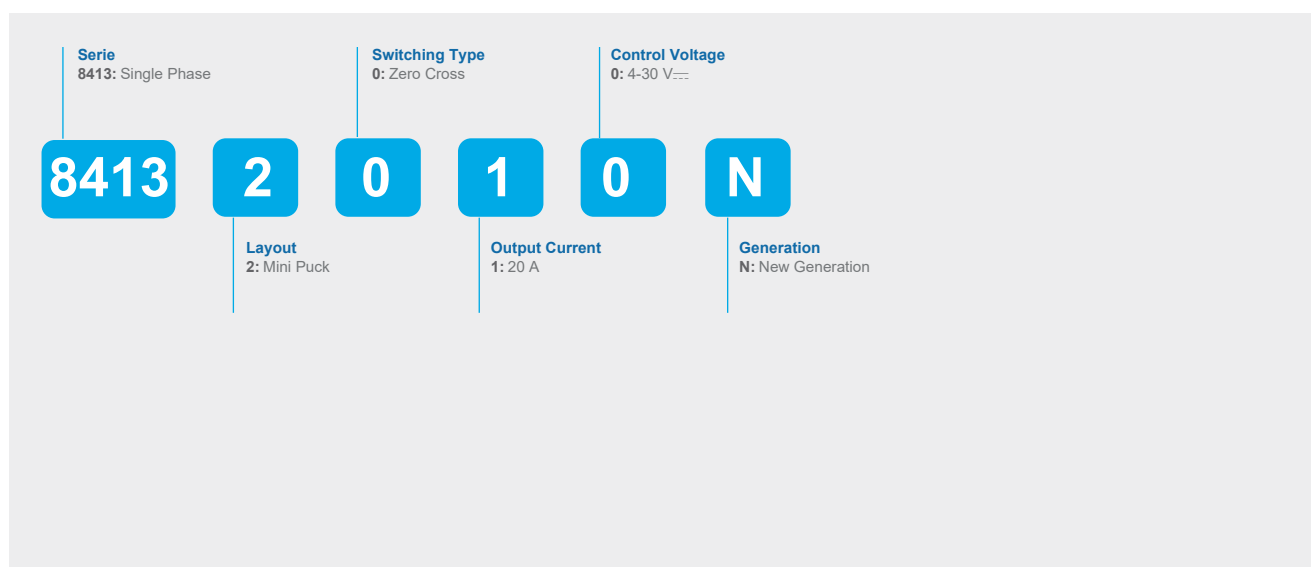 Serie
8413: Single Phase
Switching Type
0: Zero Cross
Control Voltage
0: 4-30 V⎓
8413 2 0 1 0 N
Layout
2: Mini Puck
Output Current
1: 20 A
Generation
N: New Generation